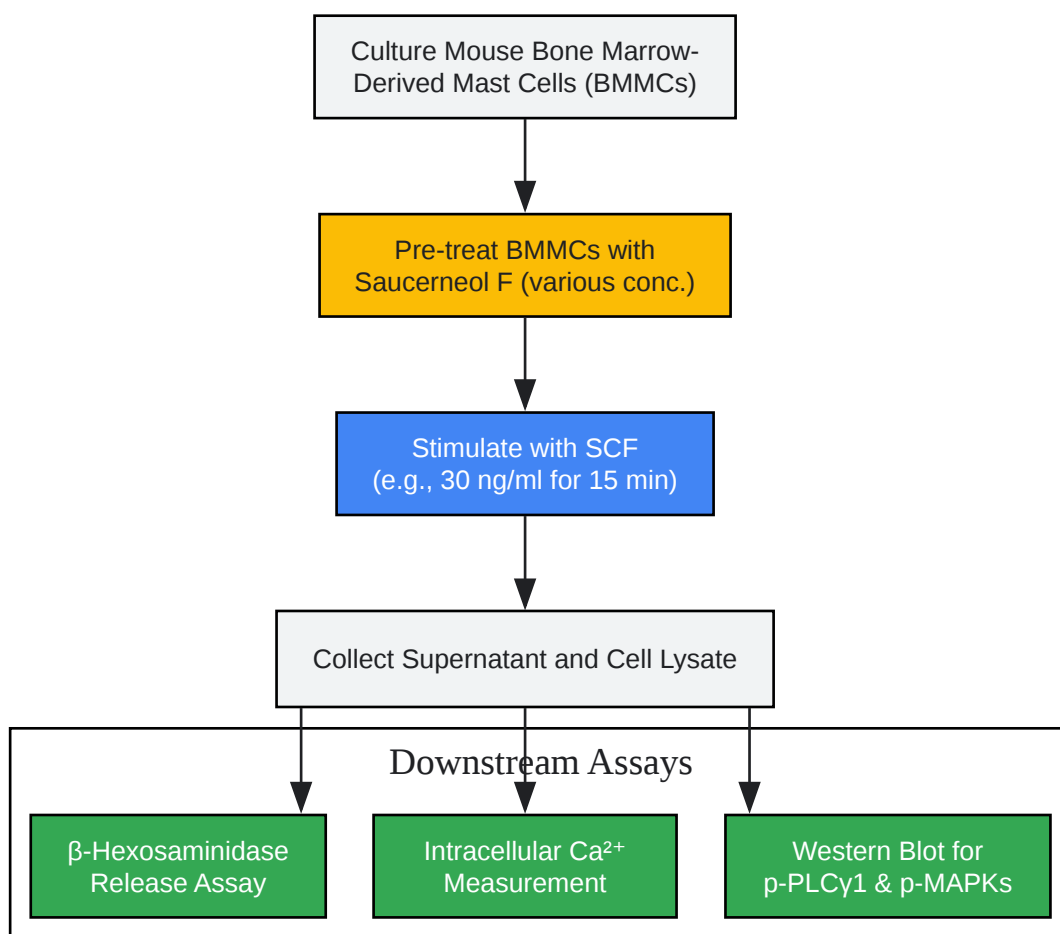 Culture Mouse Bone Marrow-
Derived Mast Cells (BMMCs)
Pre-treat BMMCs with
Saucerneol F (various conc.)
Stimulate with SCF
(e.g., 30 ng/ml for 15 min)
Collect Supernatant and Cell Lysate
Downstream Assays
β-Hexosaminidase
Release Assay
Intracellular Ca²⁺
Measurement
Western Blot for
p-PLCγ1 & p-MAPKs